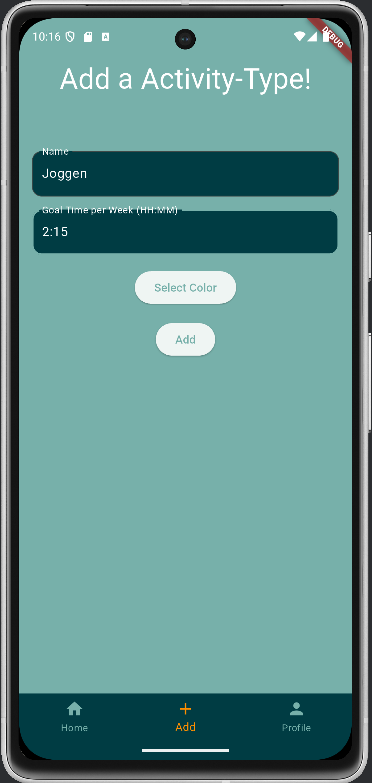 10:16
DEBUG
Add a Activity-Type!
Name
Joggen
Goal Time per Week (HH:MM)
2:15
Select Color
Add
Home
Add
Profile